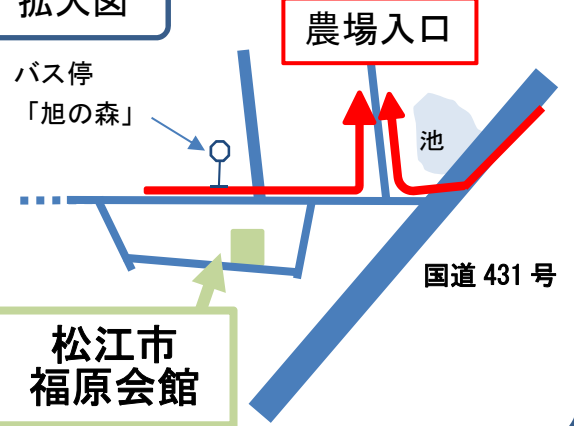 拡大図
農場入口
バス停
「旭の森」
池
国道 431 号
松江市
福原会館